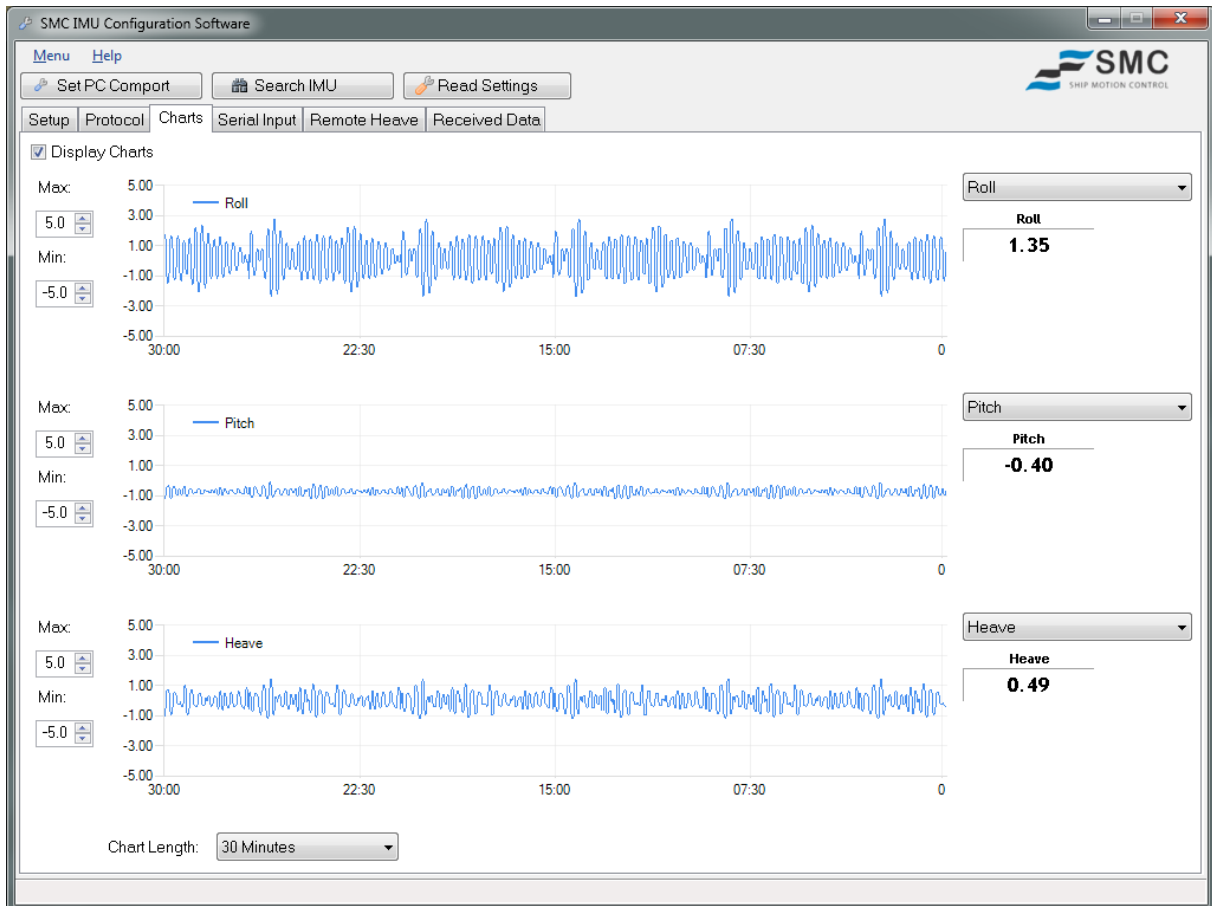 SMC IMU Configuration Software
Menu Help
SMC
SHIP MOTION CONTROL
Set PC Comport Search IMU Read Settings
Setup Protocol Charts Serial Input Remote Heave Received Data
Display Charts
Max:
5.0
Min:
-5.0
5.00
3.00
1.00
-1.00
-3.00
-5.00
Roll
30:00 22:30 15:00 07:30 0
Roll
Roll
1.35
Max:
5.0
Min:
-5.0
5.00
3.00
1.00
-1.00
-3.00
-5.00
Pitch
30:00 22:30 15:00 07:30 0
Pitch
Pitch
-0.40
Max:
5.0
Min:
-5.0
5.00
3.00
1.00
-1.00
-3.00
-5.00
Heave
30:00 22:30 15:00 07:30 0
Heave
Heave
0.49
Chart Length: 30 Minutes